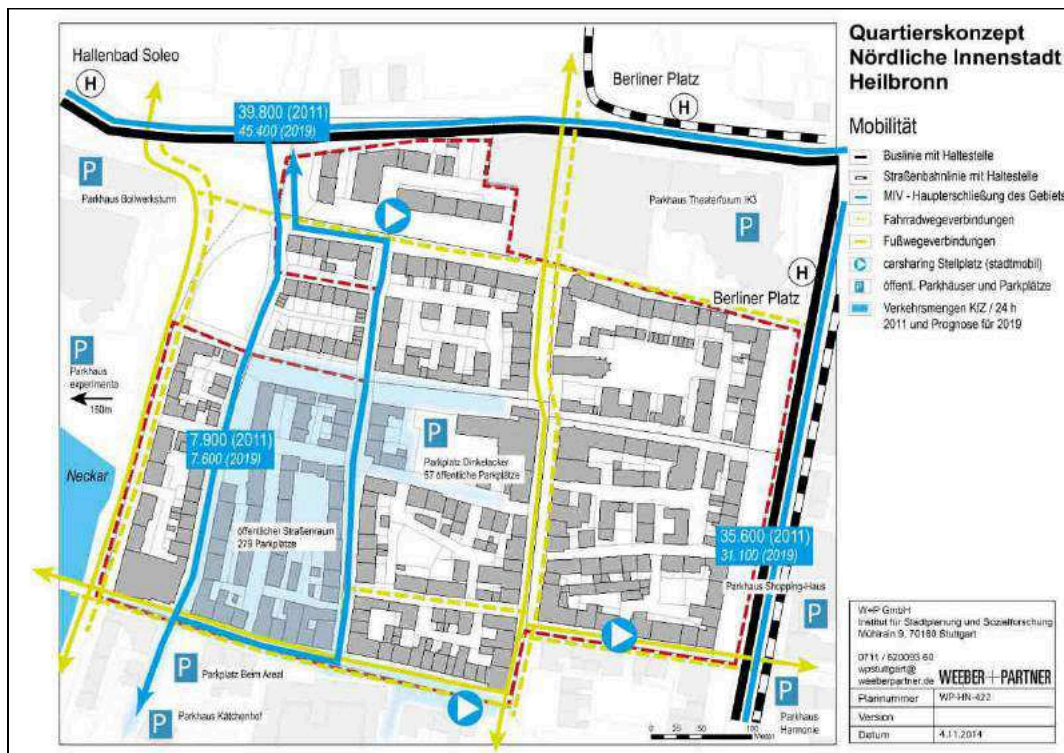 Quartierskonzept
Nördliche Innenstadt
Heilbronn
Mobilität
Buslinie mit Haltestelle
Straßenbahnlinie mit Haltestelle
MIV - Haupterschließung des Gebiets
Fahrradwegeverbindungen
Fußwegeverbindungen
carsharing Stellplatz (stadtmobil)
P öffentl. Parkhäuser und Parkplätze
Verkehrsmengen KfZ / 24 h
2011 und Prognose für 2019
Hallenbad Soleo
H
Berliner Platz
H
39.800 (2011)
45.400 (2019)
P
Parkhaus Bollwerksturm
Parkhaus Theaterforum K3
P
H
Berliner Platz
P
Parkhaus
experimenta
150m
Neckar
7.900 (2011)
7.600 (2019)
P
Parkplatz Dinkelacker
57 öffentliche Parkplätze
öffentlicher Straßenraum
279 Parkplätze
35.600 (2011)
31.100 (2019)
Parkhaus Shopping-Haus
P
P
Parkplatz Beim Areal
P
Parkhaus Kätchenhof
P
Parkhaus
Harmonie
0 25 50 100
Meter
W+P GmbH
Institut für Stadtplanung und Sozialforschung
Mühlrain 9, 70180 Stuttgart
0711 / 620093 60
wpstuttgart@
weeberpartner.de WEEBER+PARTNER
Plannummer WP-HN-422
Version
Datum 4.11.2014